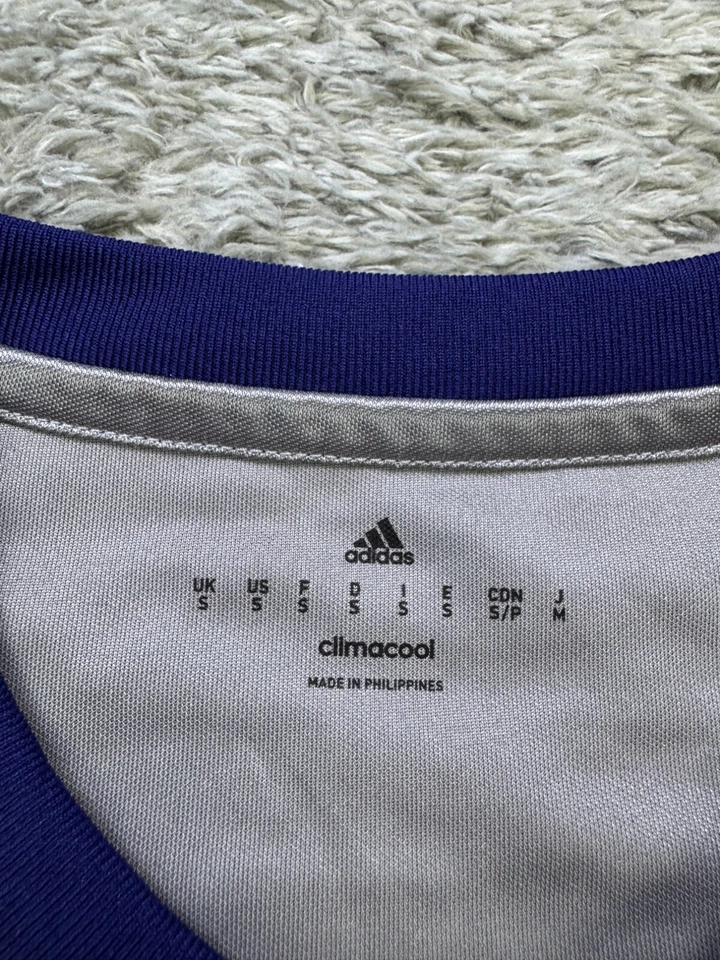 adidas
UK US F D I E CDN J
S S S S S S S/P M
climacool
MADE IN PHILIPPINES